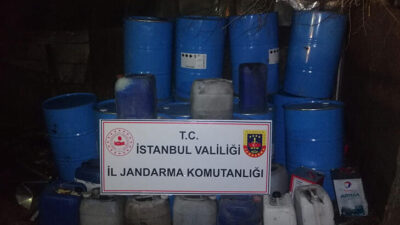 T.C.
İSTANBUL VALİLİĞİ
İL JANDARMA KOMUTANLIĞI